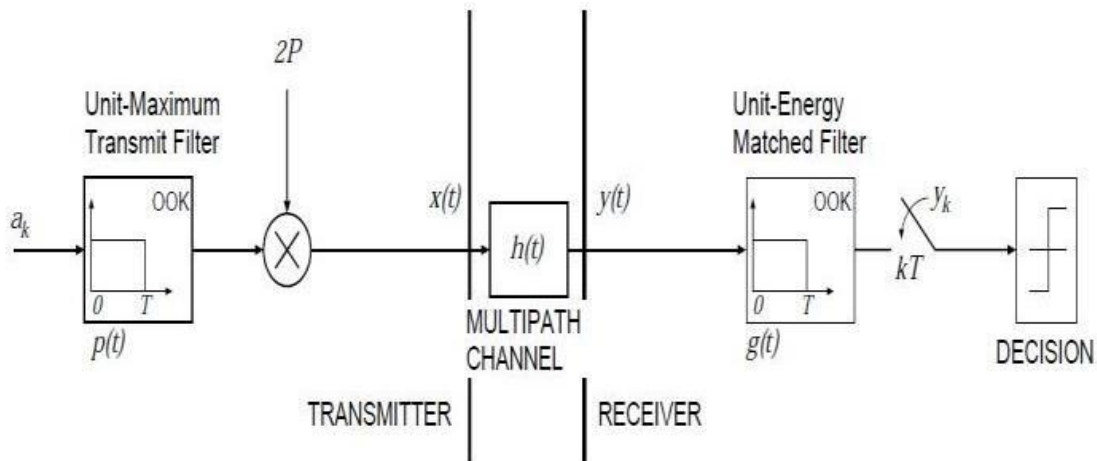 2P
Unit-Maximum
Transmit Filter
Unit-Energy
Matched Filter
OOK
x(t)
y(t)
OOK
a_k
y_k
h(t)
kT
0
T
0
T
p(t)
MULTIPATH
CHANNEL
g(t)
DECISION
TRANSMITTER
RECEIVER